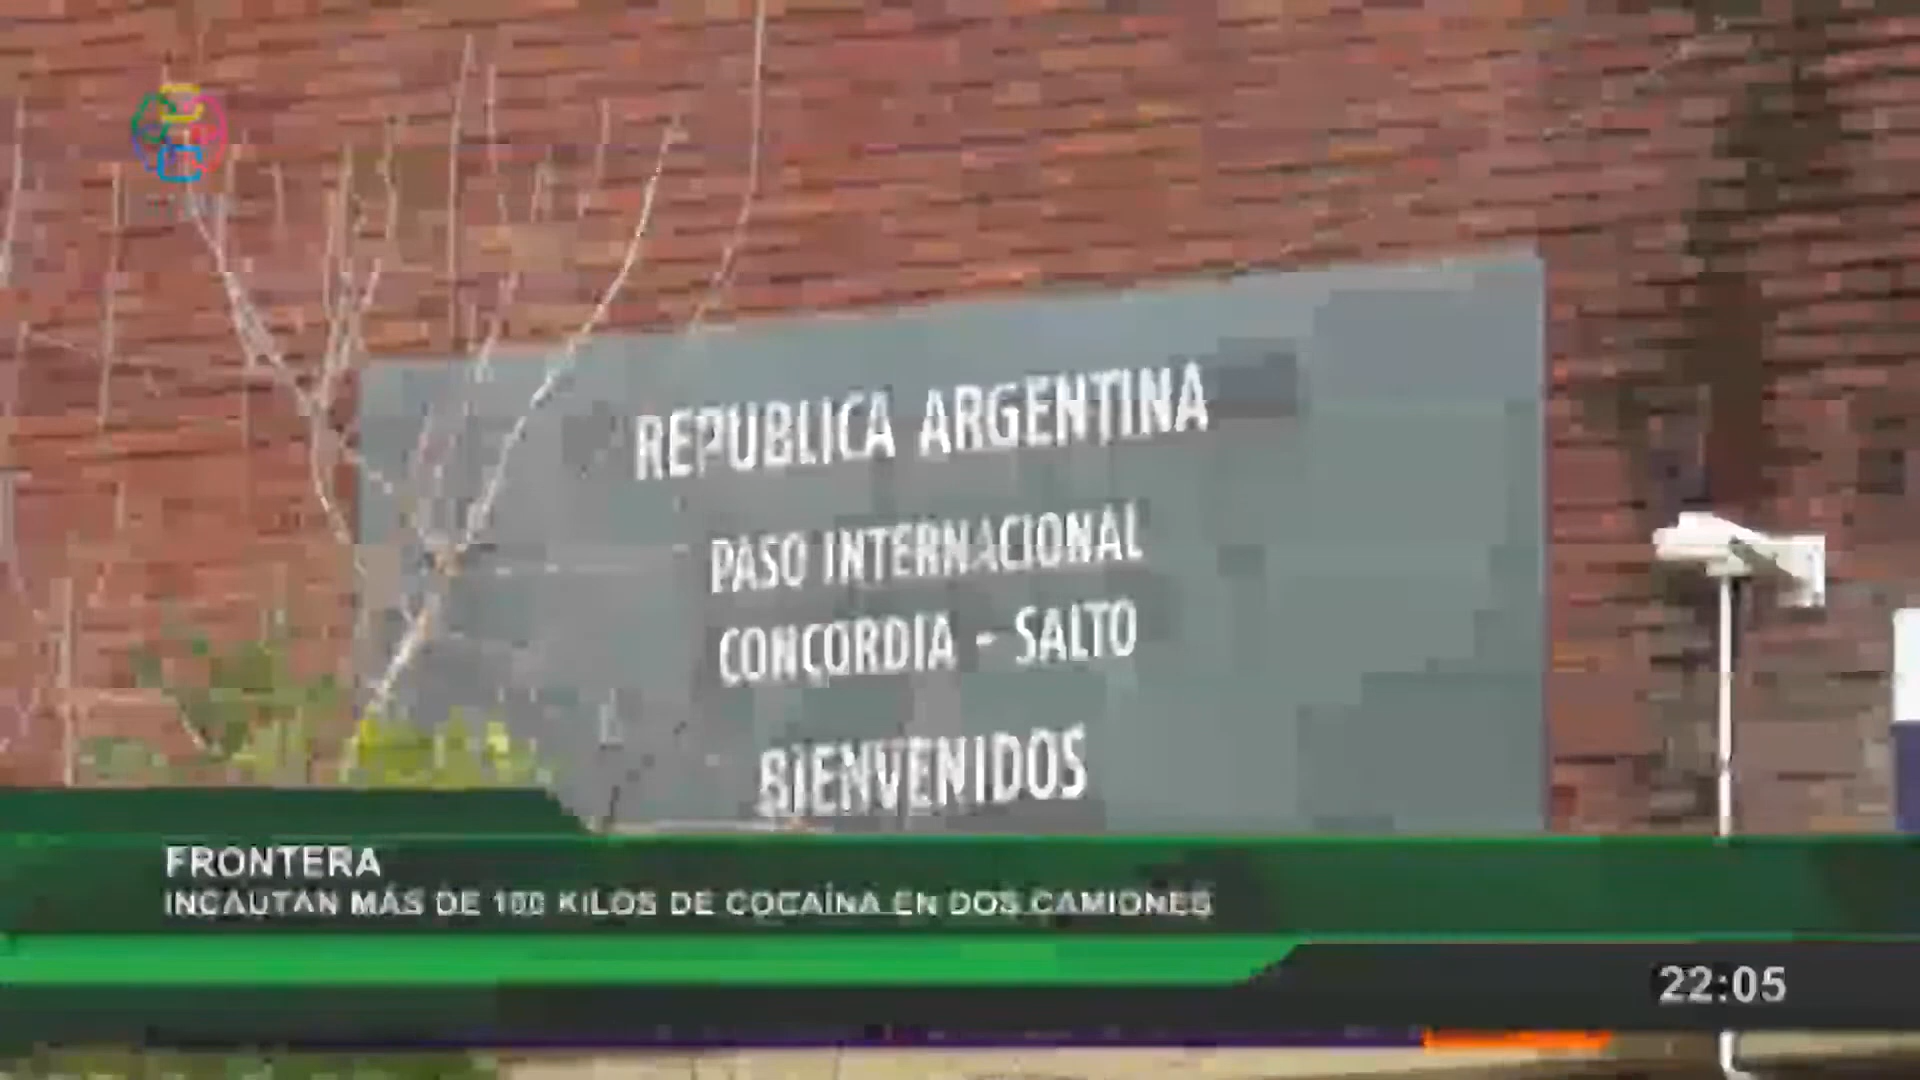 REPUBLICA ARGENTINA
PASO INTERNACIONAL
CONCORDIA - SALTO
BIENVENIDOS
FRONTERA
INCAUTAN MÁS DE 100 KILOS DE COCAÍNA EN DOS CAMIONES
22:05